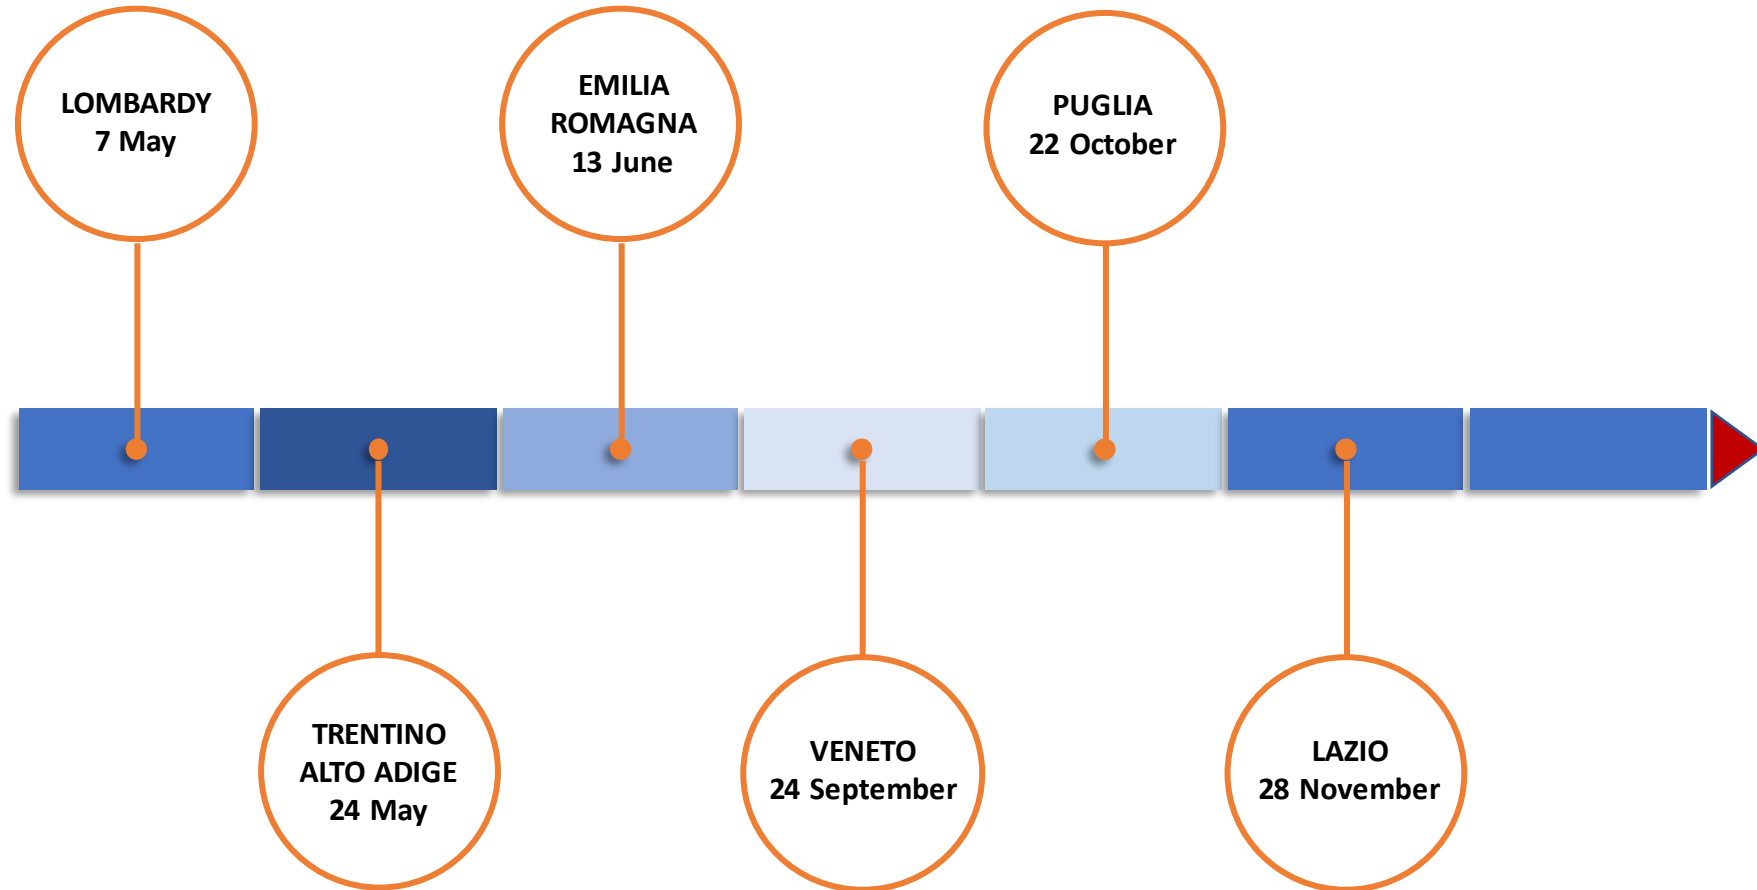 LOMBARDY
7 May
EMILIA
ROMAGNA
13 June
PUGLIA
22 October
TRENTINO
ALTO ADIGE
24 May
VENETO
24 September
LAZIO
28 November